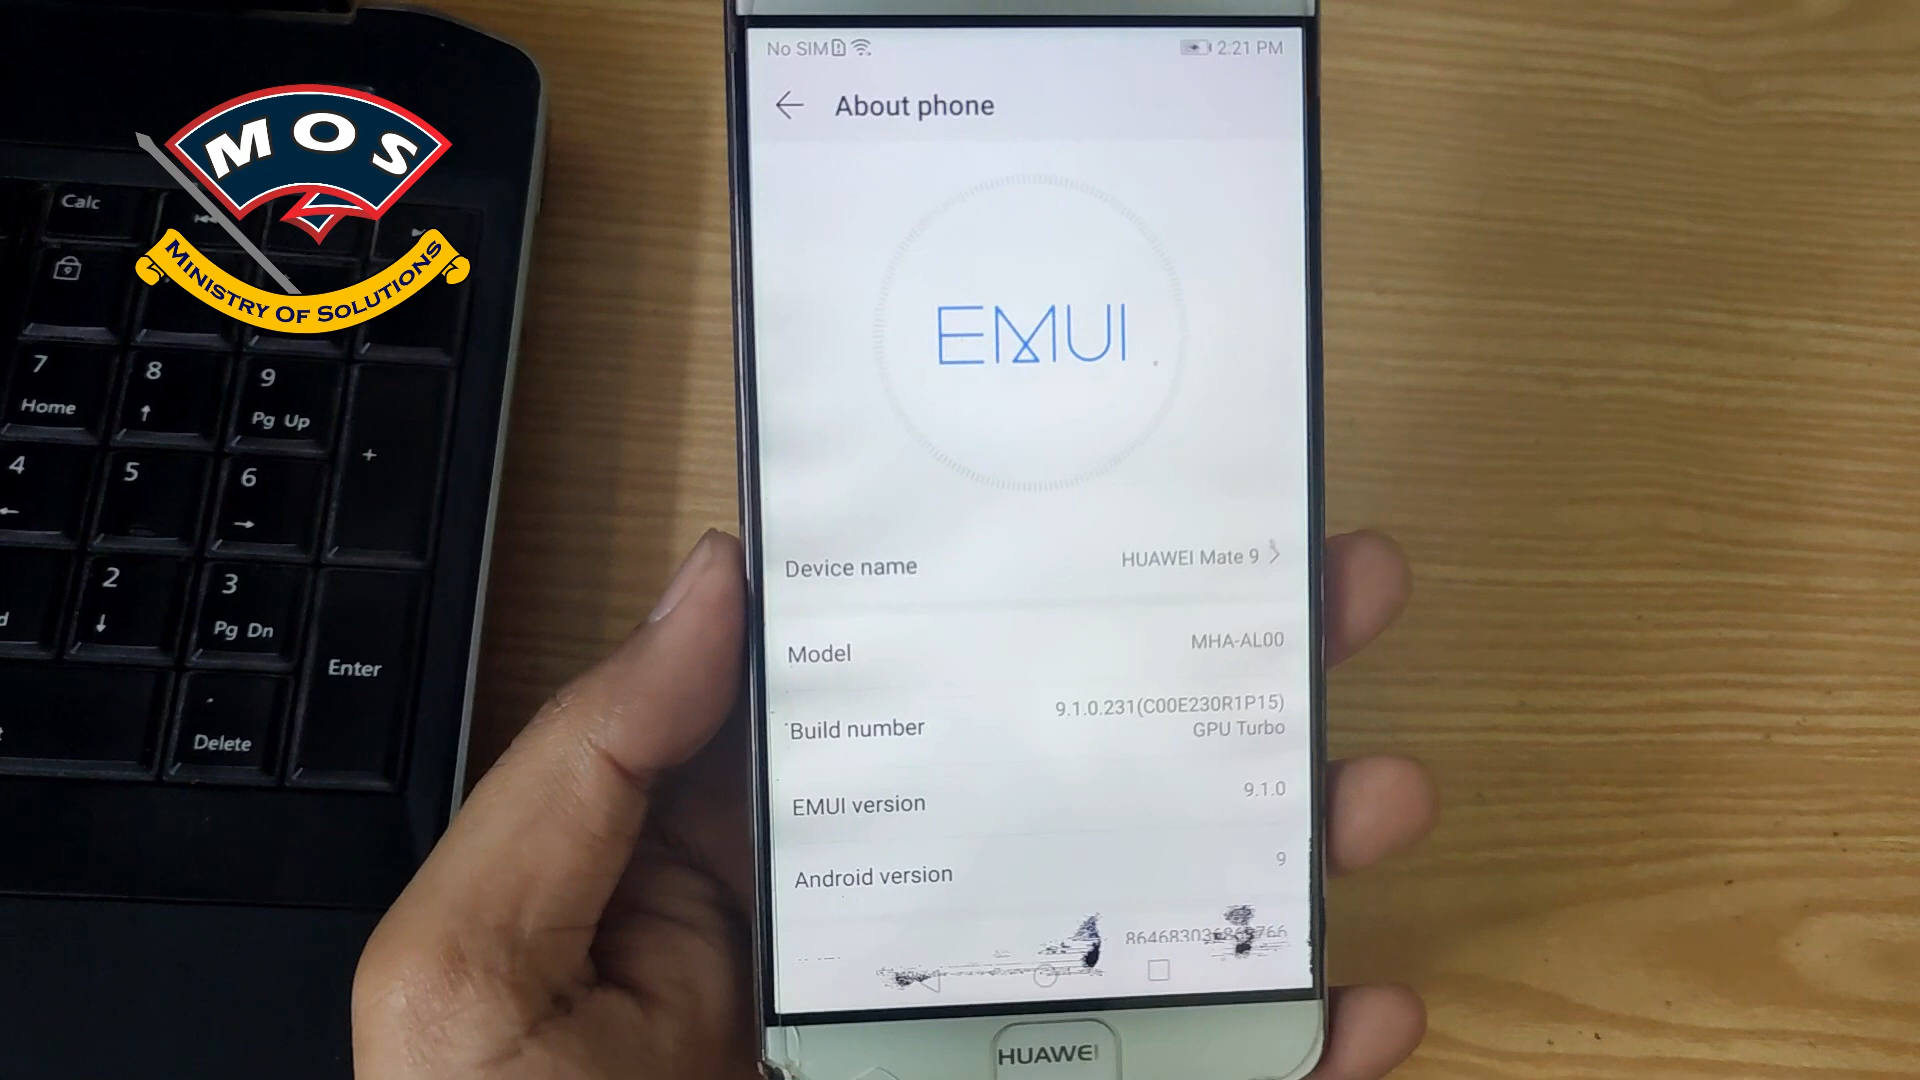 MOS
MINISTRY OF SOLUTIONS
Calc
7
Home
8
9
Pg Up
+
4
5
6
2
3
Pg Dn
Enter
.
Delete
No SIM
2:21 PM
About phone
EMUI
Device name
HUAWEI Mate 9
Model
MHA-AL00
Build number
9.1.0.231(C00E230R1P15)
GPU Turbo
EMUI version
9.1.0
Android version
9
HUAWEI